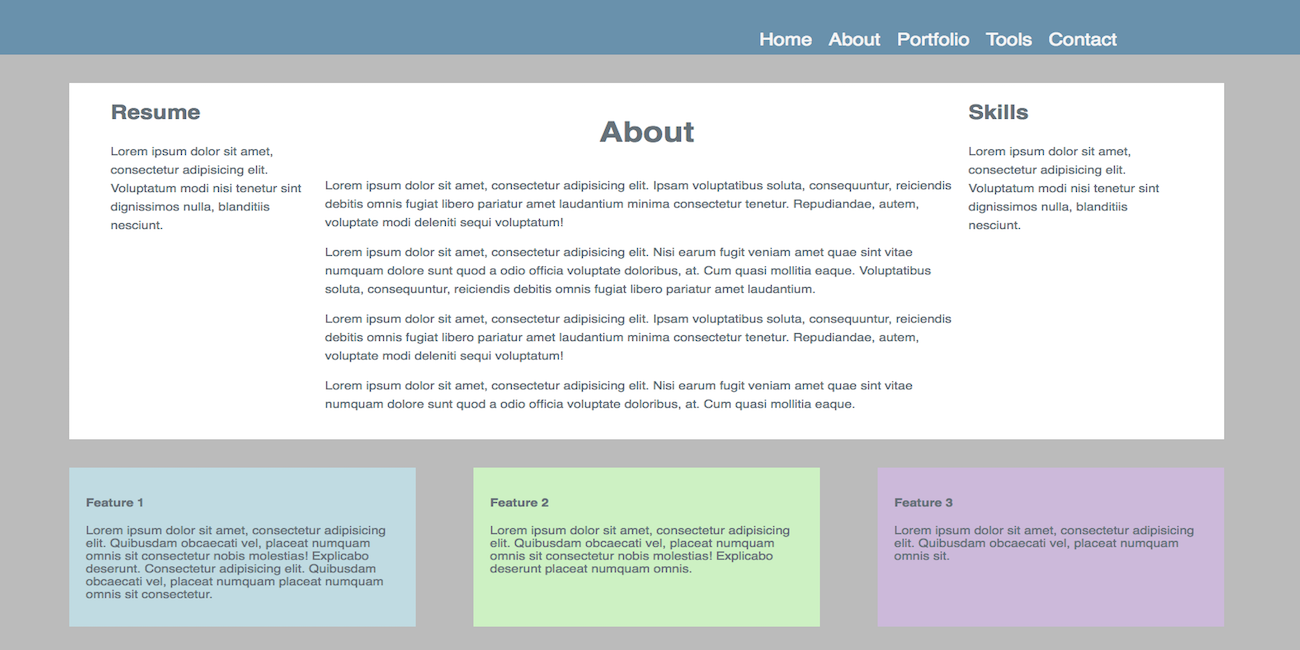 Home About Portfolio Tools Contact
Resume
Lorem ipsum dolor sit amet,
consectetur adipisicing elit.
Voluptatum modi nisi tenetur sint
dignissimos nulla, blanditiis
nesciunt.
About
Lorem ipsum dolor sit amet, consectetur adipisicing elit. Ipsam voluptatibus soluta, consequuntur, reiciendis
debitis omnis fugiat libero pariatur amet laudantium minima consectetur tenetur. Repudiandae, autem,
voluptate modi deleniti sequi voluptatum!
Lorem ipsum dolor sit amet, consectetur adipisicing elit. Nisi earum fugit veniam amet quae sint vitae
numquam dolore sunt quod a odio officia voluptate doloribus, at. Cum quasi mollitia eaque. Voluptatibus
soluta, consequuntur, reiciendis debitis omnis fugiat libero pariatur amet laudantium.
Lorem ipsum dolor sit amet, consectetur adipisicing elit. Ipsam voluptatibus soluta, consequuntur, reiciendis
debitis omnis fugiat libero pariatur amet laudantium minima consectetur tenetur. Repudiandae, autem,
voluptate modi deleniti sequi voluptatum!
Lorem ipsum dolor sit amet, consectetur adipisicing elit. Nisi earum fugit veniam amet quae sint vitae
numquam dolore sunt quod a odio officia voluptate doloribus, at. Cum quasi mollitia eaque.
Skills
Lorem ipsum dolor sit amet,
consectetur adipisicing elit.
Voluptatum modi nisi tenetur sint
dignissimos nulla, blanditiis
nesciunt.
Feature 1
Lorem ipsum dolor sit amet, consectetur adipisicing
elit. Quibusdam obcaecati vel, placeat numquam
omnis sit consectetur nobis molestias! Explicabo
deserunt. Consectetur adipisicing elit. Quibusdam
obcaecati vel, placeat numquam placeat numquam
omnis sit consectetur.
Feature 2
Lorem ipsum dolor sit amet, consectetur adipisicing
elit. Quibusdam obcaecati vel, placeat numquam
omnis sit consectetur nobis molestias! Explicabo
deserunt placeat numquam omnis.
Feature 3
Lorem ipsum dolor sit amet, consectetur adipisicing
elit. Quibusdam obcaecati vel, placeat numquam
omnis sit.